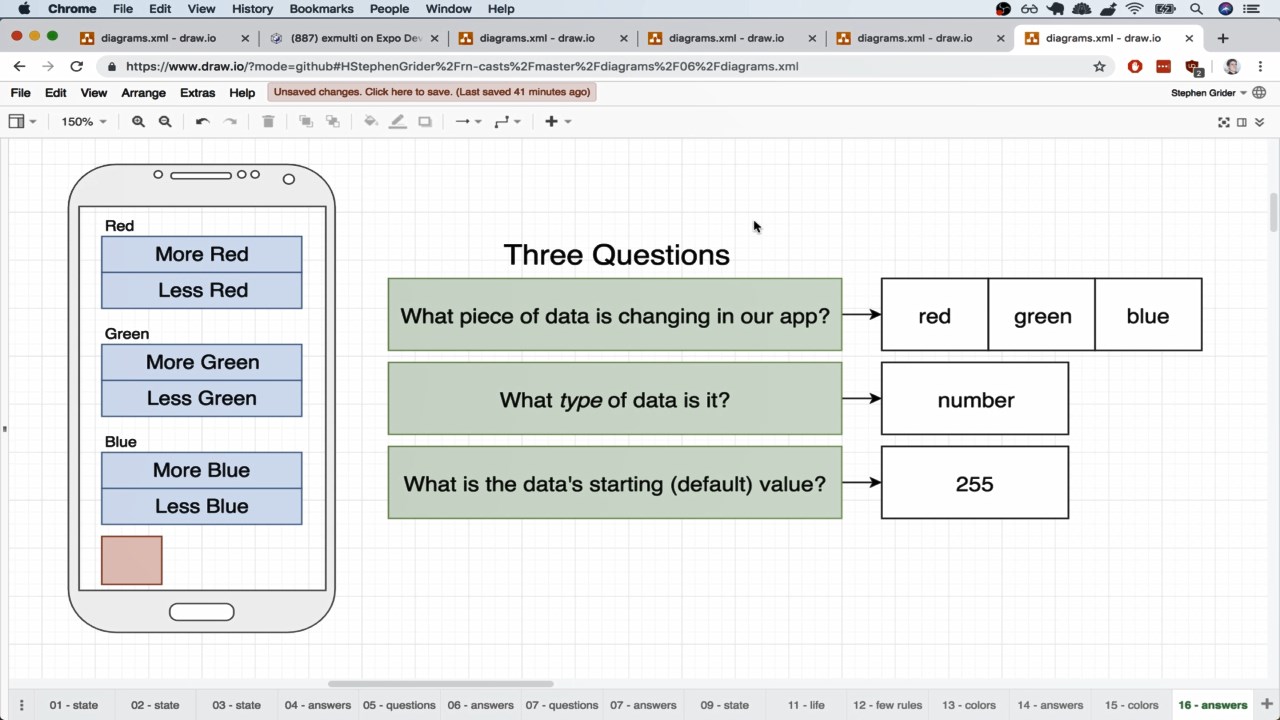 Chrome File Edit View History Bookmarks People Window Help
diagrams.xml - draw.io
(887) exmulti on Expo Dev
diagrams.xml - draw.io
diagrams.xml - draw.io
diagrams.xml - draw.io
diagrams.xml - draw.io
https://www.draw.io/?mode=github#HStephenGrider%2Frn-casts%2Fmaster%2Fdiagrams%2F06%2Fdiagrams.xml
2
File Edit View Arrange Extras Help Unsaved changes. Click here to save. (Last saved 41 minutes ago) Stephen Grider
150%
Red
More Red
Less Red
Green
More Green
Less Green
Blue
More Blue
Less Blue
Three Questions
What piece of data is changing in our app? red green blue
What type of data is it? number
What is the data's starting (default) value? 255
01 - state 02 - state 03 - state 04 - answers 05 - questions 06 - answers 07 - questions 07 - answers 09 - state 11 - life 12 - few rules 13 - colors 14 - answers 15 - colors 16 - answers